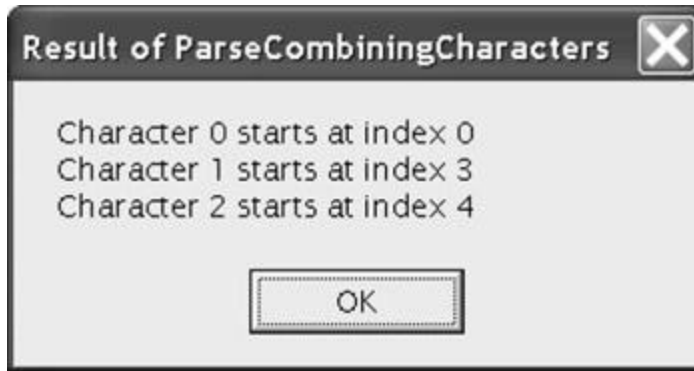 Result of ParseCombiningCharacters
Character 0 starts at index 0
Character 1 starts at index 3
Character 2 starts at index 4
OK